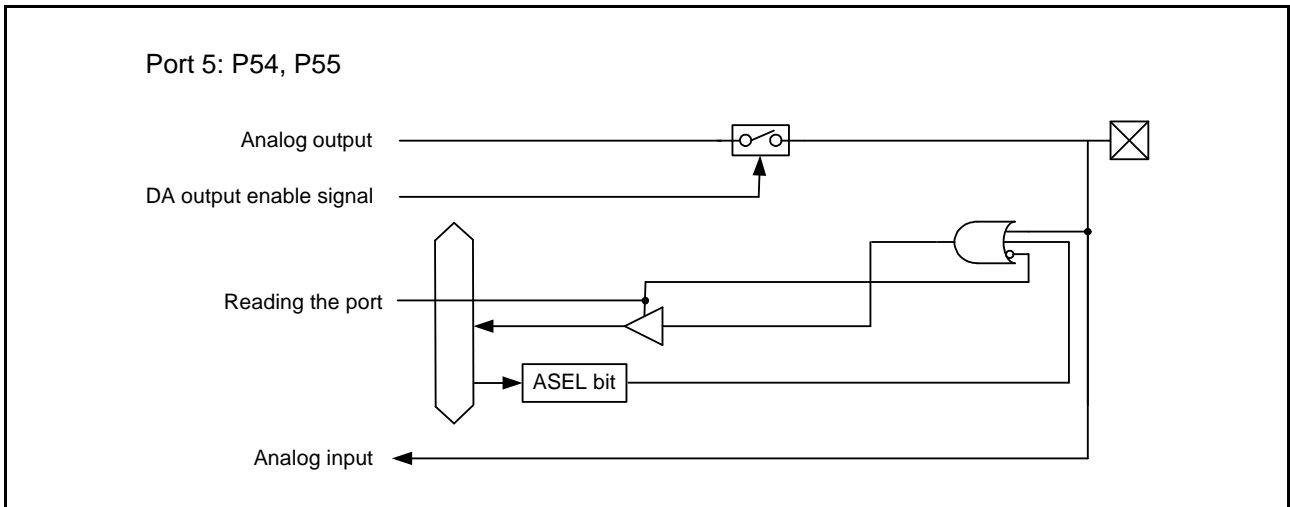 Port 5: P54, P55
Analog output
DA output enable signal
Reading the port
ASEL bit
Analog input